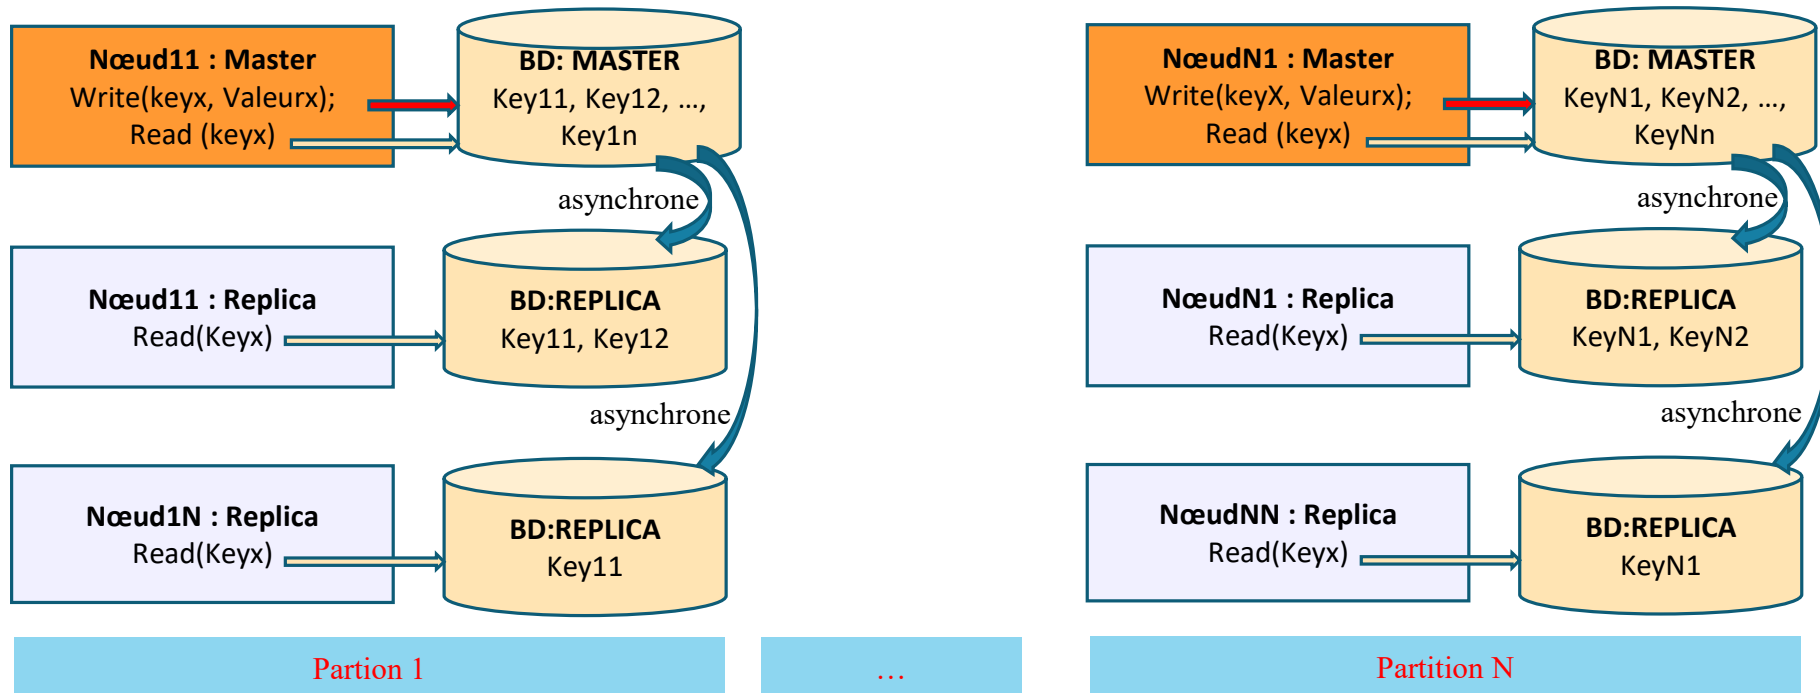 Nœud11 : Master
Write(keyx, Valeurx);
Read (keyx)
BD: MASTER
Key11, Key12, …,
Key1n
asynchrone
Nœud11 : Replica
Read(Keyx)
BD:REPLICA
Key11, Key12
asynchrone
Nœud1N : Replica
Read(Keyx)
BD:REPLICA
Key11
Partion 1
…
NœudN1 : Master
Write(keyX, Valeurx);
Read (keyx)
BD: MASTER
KeyN1, KeyN2, …,
KeyNn
asynchrone
NœudN1 : Replica
Read(Keyx)
BD:REPLICA
KeyN1, KeyN2
asynchrone
NœudNN : Replica
Read(Keyx)
BD:REPLICA
KeyN1
Partition N